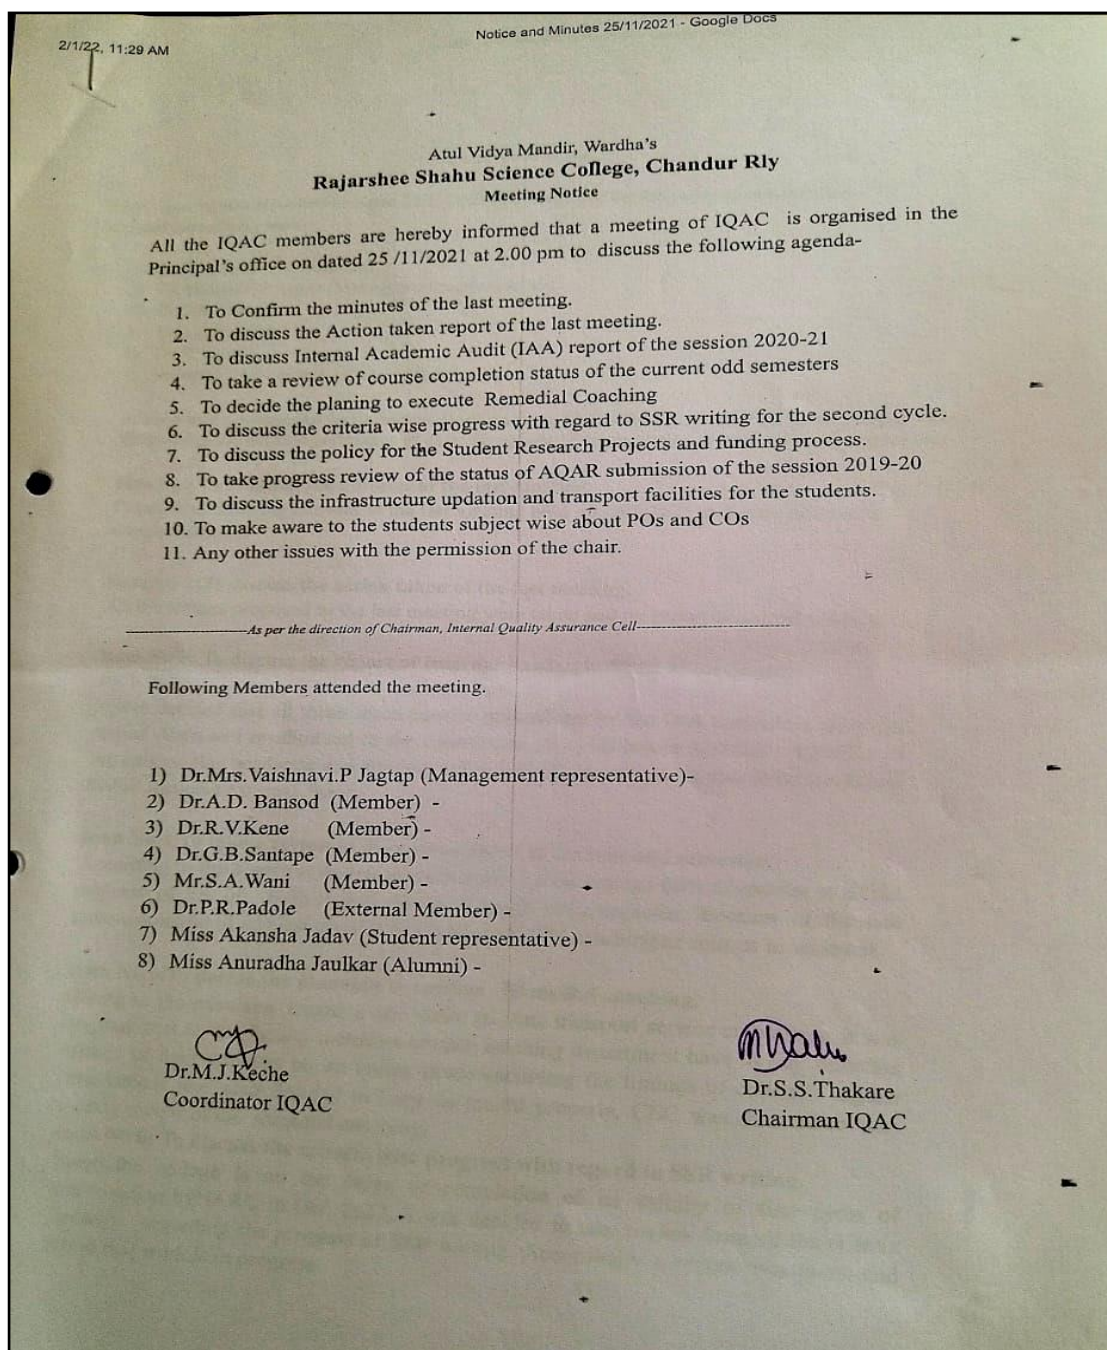 2/1/22, 11:29 AM
Notice and Minutes 25/11/2021 - Google Docs
Atul Vidya Mandir, Wardha's
Rajarshee Shahu Science College, Chandur Rly
Meeting Notice
All the IQAC members are hereby informed that a meeting of IQAC is organised in the
Principal's office on dated 25 /11/2021 at 2.00 pm to discuss the following agenda-
1. To Confirm the minutes of the last meeting.
2. To discuss the Action taken report of the last meeting.
3. To discuss Internal Academic Audit (IAA) report of the session 2020-21
4. To take a review of course completion status of the current odd semesters
5. To decide the planing to execute Remedial Coaching
6. To discuss the criteria wise progress with regard to SSR writing for the second cycle.
7. To discuss the policy for the Student Research Projects and funding process.
8. To take progress review of the status of AQAR submission of the session 2019-20
9. To discuss the infrastructure updation and transport facilities for the students.
10. To make aware to the students subject wise about POs and COs
11. Any other issues with the permission of the chair.
-------------------------As per the direction of Chairman, Internal Quality Assurance Cell-------------------------------
Following Members attended the meeting.
1) Dr.Mrs.Vaishnavi.P Jagtap (Management representative)-
2) Dr.A.D. Bansod (Member) -
3) Dr.R.V.Kene (Member) -
4) Dr.G.B.Santape (Member) -
5) Mr.S.A.Wani (Member) -
6) Dr.P.R.Padole (External Member) -
7) Miss Akansha Jadav (Student representative) -
8) Miss Anuradha Jaulkar (Alumni) -
Dr.M.J.Keche
Coordinator IQAC
Dr.S.S.Thakare
Chairman IQAC